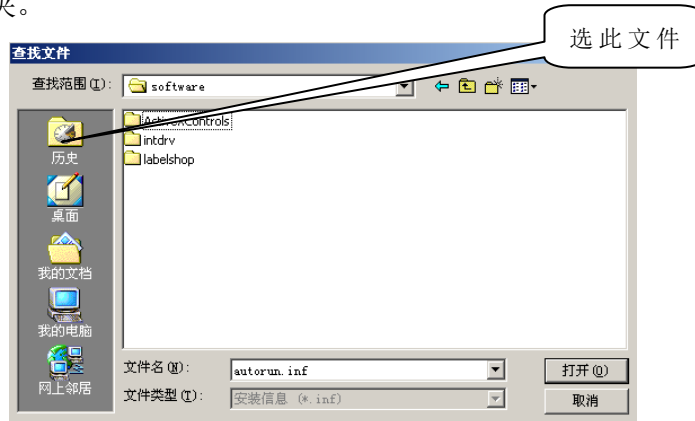 夹。
选此文件
查找文件
查找范围(I):
software
ActiveXControls
intdrv
labelshop
历史
桌面
我的文档
我的电脑
网上邻居
文件名(N):
autorun.inf
打开(O)
文件类型(T):
安装信息 (*.inf)
取消